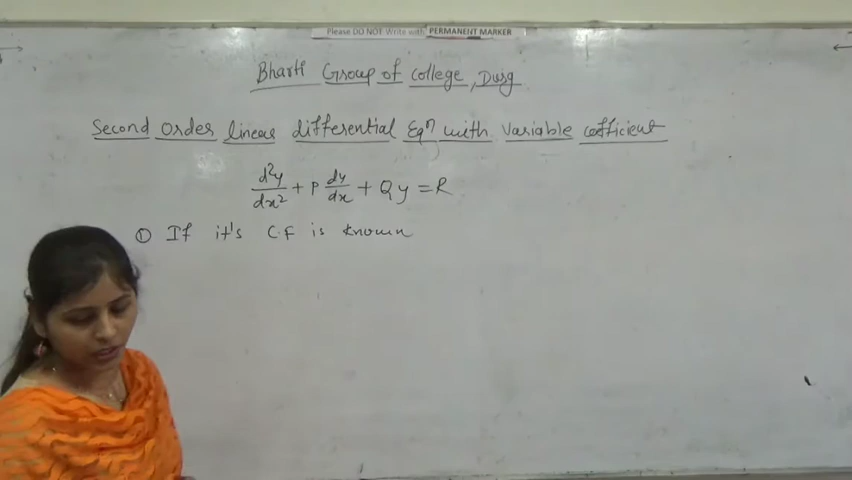 Please DO NOT Write with PERMANENT MARKER
Bharti Group of college, Durg
Second Order linear differential Eqn with variable coefficient
d²y/dx² + P dy/dx + Qy = R
① If it's C.F is known